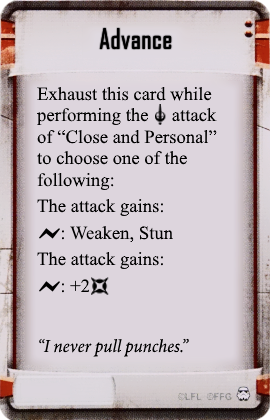 Advance
Exhaust this card while
performing the attack
of “Close and Personal”
to choose one of the
following:
The attack gains:
: Weaken, Stun
The attack gains:
: +2
“I never pull punches.”
©LFL ©FFG